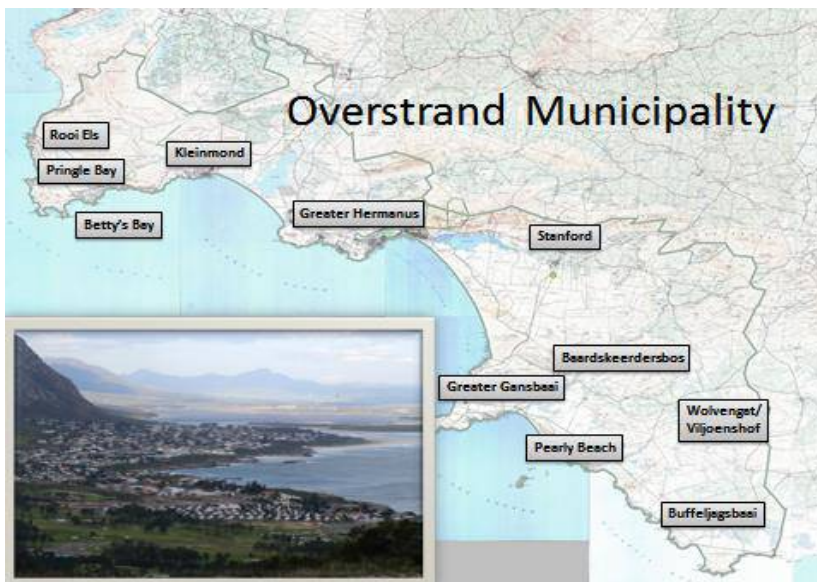 Overstrand Municipality
Rooi Els
Kleinmond
Pringle Bay
Betty's Bay
Greater Hermanus
Stanford
Baardskeerdersbos
Greater Gansbaai
Wolvengat/
Viljoenshof
Pearly Beach
Buffeljagsbaai